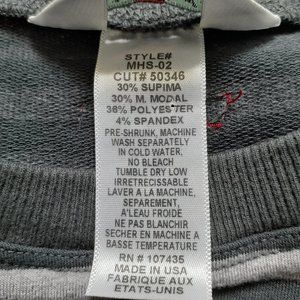 STYLE#
MHS-02
CUT# 50346
30% SUPIMA
30% M. MODAL
36% POLYESTER
4% SPANDEX
PRE-SHRUNK, MACHINE
WASH SEPARATELY
IN COLD WATER,
NO BLEACH
TUMBLE DRY LOW
IRRETRECISSABLE
LAVER A LA MACHINE,
SEPAREMENT,
A'LEAU FROIDE
NE PAS BLANCHIR
SECHER A MACHINE A
BASSE TEMPERATURE
RN # 107435
MADE IN U.S.A
FABRIQUE AUX
ETATS-UNIS